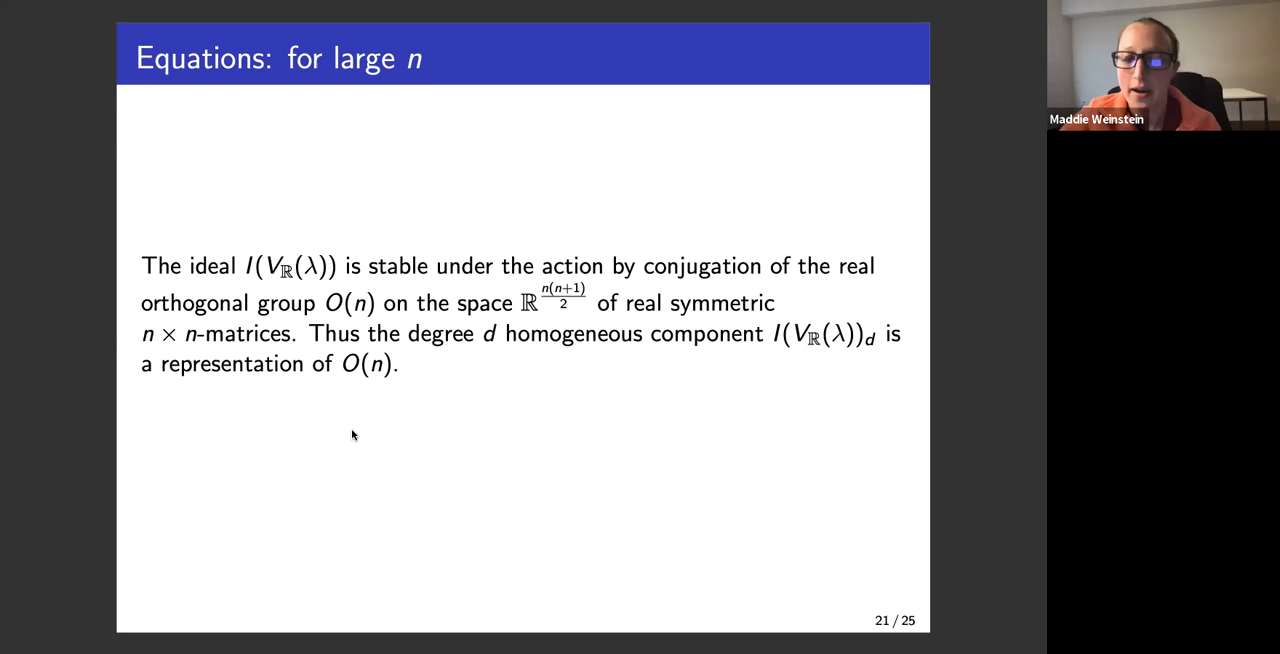 Equations: for large n
Maddie Weinstein
The ideal I(V_ℝ(λ)) is stable under the action by conjugation of the real
orthogonal group O(n) on the space ℝ^{n(n+1)/2} of real symmetric
n × n-matrices. Thus the degree d homogeneous component I(V_ℝ(λ))_d is
a representation of O(n).
21 / 25